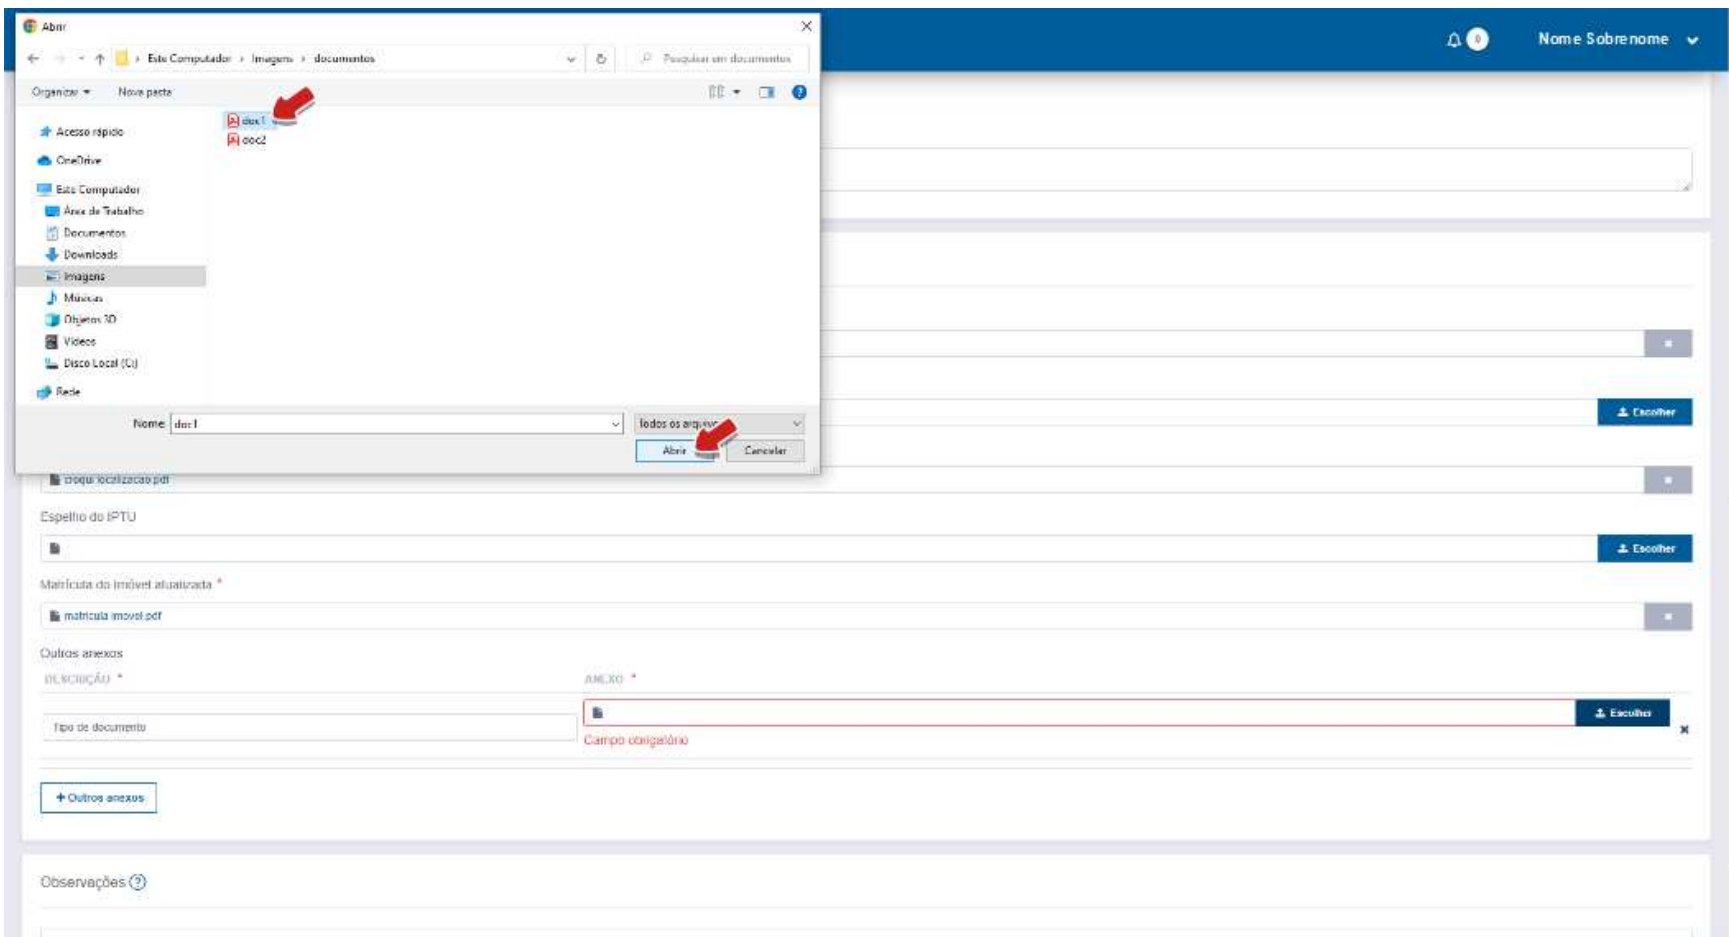 Abrir
Nome Sobrenome
Este Computador › Imagens › documentos
Pesquisar em documentos
Organizar
Nova pasta
Acesso rápido
OneDrive
Este Computador
Área de Trabalho
Documentos
Downloads
Imagens
Músicas
Objetos 3D
Vídeos
Disco Local (C:)
Rede
doc1
doc2
Nome
doc1
Todos os arquivos
Abrir
Cancelar
Escolher
croqui localizacao.pdf
Espelho do IPTU
Escolher
Matrícula do Imóvel atualizada *
matricula imovel.pdf
Outros anexos
DESCRIÇÃO *
ANEXO *
Tipo de documento
Escolher
Campo obrigatório
+ Outros anexos
Observações ?